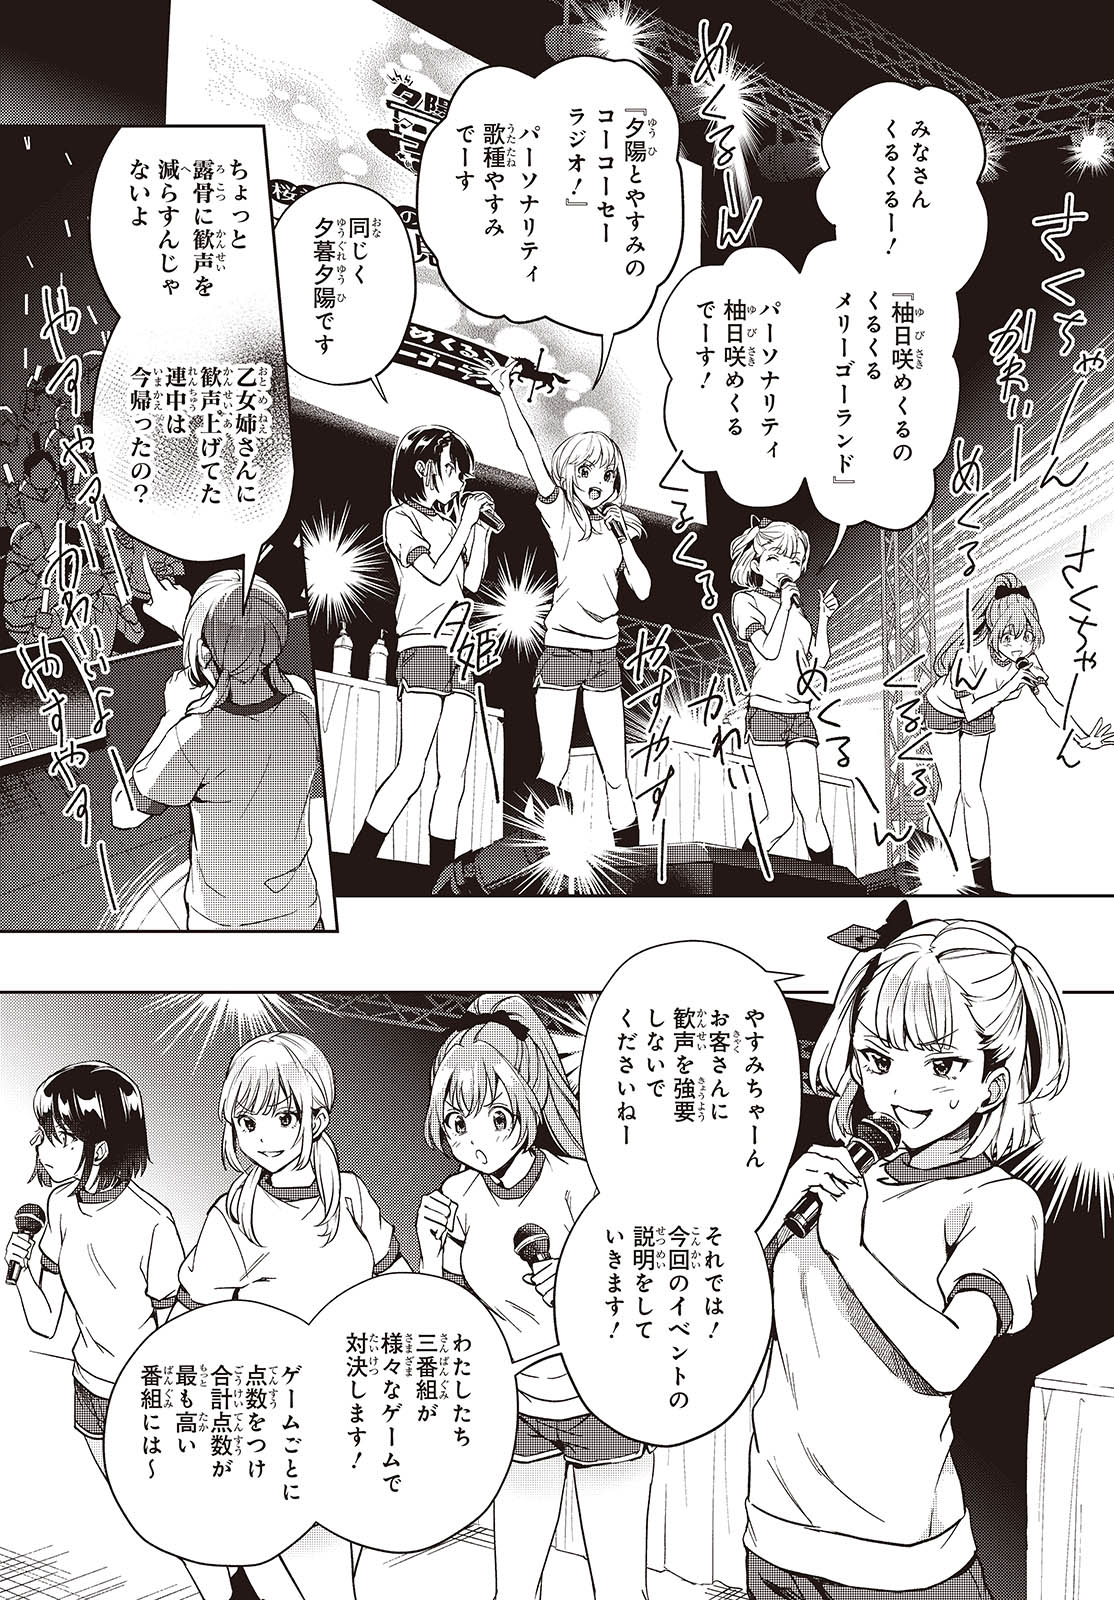 みなさん
くるくるー！
『柚日咲めくるの
くるくる
メリーゴーランド』
パーソナリティ
柚日咲めくる
でーす！
『夕陽とやすみの
コーコーセー
ラジオ！』
パーソナリティ
歌種やすみ
でーす
同じく
夕暮夕陽です
さくちゃーん
かわいいー
めくるーん
さくちゃーん
くるくるーん
めくるーん
めくるーん
くるくるー
かわいいー
やすやすー
夕姫ー
めくるの
ちょっと
露骨に歓声を
減らすんじゃ
ないよ
乙女姉さんに
歓声上げてた
連中は
今帰ったの？
やすやすー
かわいいよー
やすやすー
やすみちゃーん
お客さんに
歓声を強要
しないで
くださいねー
それでは！
今回のイベントの
説明をして
いきます！
わたしたち
三番組が
様々なゲームで
対決します！
ゲームごとに
点数をつけ
合計点数が
最も高い
番組には～